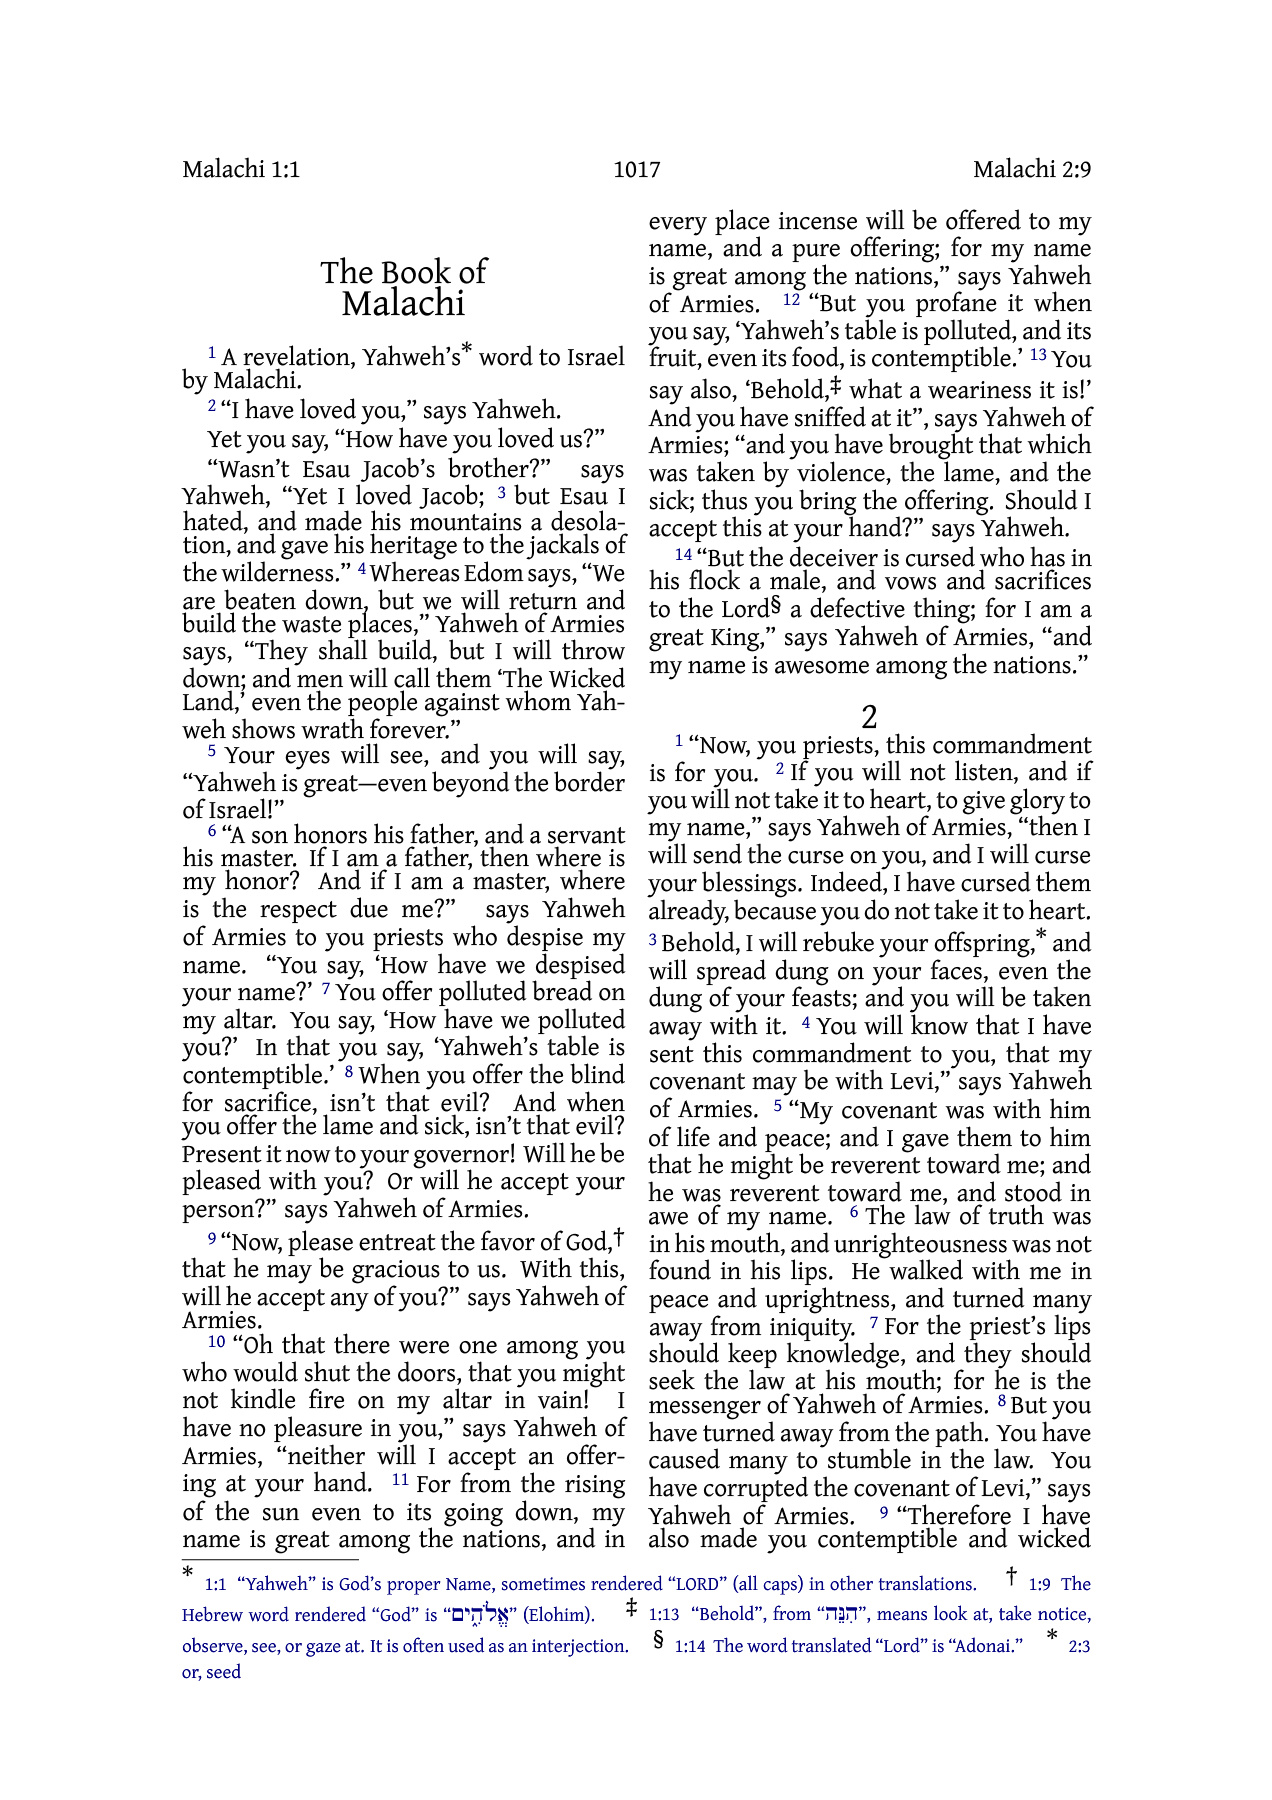 Malachi 1:1 1017 Malachi 2:9
The Book of
Malachi
1 A revelation, Yahweh’s* word to Israel
by Malachi.
2 “I have loved you,” says Yahweh.
Yet you say, “How have you loved us?”
“Wasn’t Esau Jacob’s brother?” says
Yahweh, “Yet I loved Jacob; 3 but Esau I
hated, and made his mountains a desola-
tion, and gave his heritage to the jackals of
the wilderness.” 4 Whereas Edom says, “We
are beaten down, but we will return and
build the waste places,” Yahweh of Armies
says, “They shall build, but I will throw
down; and men will call them ‘The Wicked
Land,’ even the people against whom Yah-
weh shows wrath forever.”
5 Your eyes will see, and you will say,
“Yahweh is great—even beyond the border
of Israel!”
6 “A son honors his father, and a servant
his master. If I am a father, then where is
my honor? And if I am a master, where
is the respect due me?” says Yahweh
of Armies to you priests who despise my
name. “You say, ‘How have we despised
your name?’ 7 You offer polluted bread on
my altar. You say, ‘How have we polluted
you?’ In that you say, ‘Yahweh’s table is
contemptible.’ 8 When you offer the blind
for sacrifice, isn’t that evil? And when
you offer the lame and sick, isn’t that evil?
Present it now to your governor! Will he be
pleased with you? Or will he accept your
person?” says Yahweh of Armies.
9 “Now, please entreat the favor of God,†
that he may be gracious to us. With this,
will he accept any of you?” says Yahweh of
Armies.
10 “Oh that there were one among you
who would shut the doors, that you might
not kindle fire on my altar in vain! I
have no pleasure in you,” says Yahweh of
Armies, “neither will I accept an offer-
ing at your hand. 11 For from the rising
of the sun even to its going down, my
name is great among the nations, and in
every place incense will be offered to my
name, and a pure offering; for my name
is great among the nations,” says Yahweh
of Armies. 12 “But you profane it when
you say, ‘Yahweh’s table is polluted, and its
fruit, even its food, is contemptible.’ 13 You
say also, ‘Behold,‡ what a weariness it is!’
And you have sniffed at it”, says Yahweh of
Armies; “and you have brought that which
was taken by violence, the lame, and the
sick; thus you bring the offering. Should I
accept this at your hand?” says Yahweh.
14 “But the deceiver is cursed who has in
his flock a male, and vows and sacrifices
to the Lord§ a defective thing; for I am a
great King,” says Yahweh of Armies, “and
my name is awesome among the nations.”
2
1 “Now, you priests, this commandment
is for you. 2 If you will not listen, and if
you will not take it to heart, to give glory to
my name,” says Yahweh of Armies, “then I
will send the curse on you, and I will curse
your blessings. Indeed, I have cursed them
already, because you do not take it to heart.
3 Behold, I will rebuke your offspring,* and
will spread dung on your faces, even the
dung of your feasts; and you will be taken
away with it. 4 You will know that I have
sent this commandment to you, that my
covenant may be with Levi,” says Yahweh
of Armies. 5 “My covenant was with him
of life and peace; and I gave them to him
that he might be reverent toward me; and
he was reverent toward me, and stood in
awe of my name. 6 The law of truth was
in his mouth, and unrighteousness was not
found in his lips. He walked with me in
peace and uprightness, and turned many
away from iniquity. 7 For the priest’s lips
should keep knowledge, and they should
seek the law at his mouth; for he is the
messenger of Yahweh of Armies. 8 But you
have turned away from the path. You have
caused many to stumble in the law. You
have corrupted the covenant of Levi,” says
Yahweh of Armies. 9 “Therefore I have
also made you contemptible and wicked
* 1:1 “Yahweh” is God’s proper Name, sometimes rendered “LORD” (all caps) in other translations. † 1:9 The
Hebrew word rendered “God” is “אֱלֹהִ֑ים” (Elohim). ‡ 1:13 “Behold”, from “הִנֵּה”, means look at, take notice,
observe, see, or gaze at. It is often used as an interjection. § 1:14 The word translated “Lord” is “Adonai.” * 2:3
or, seed